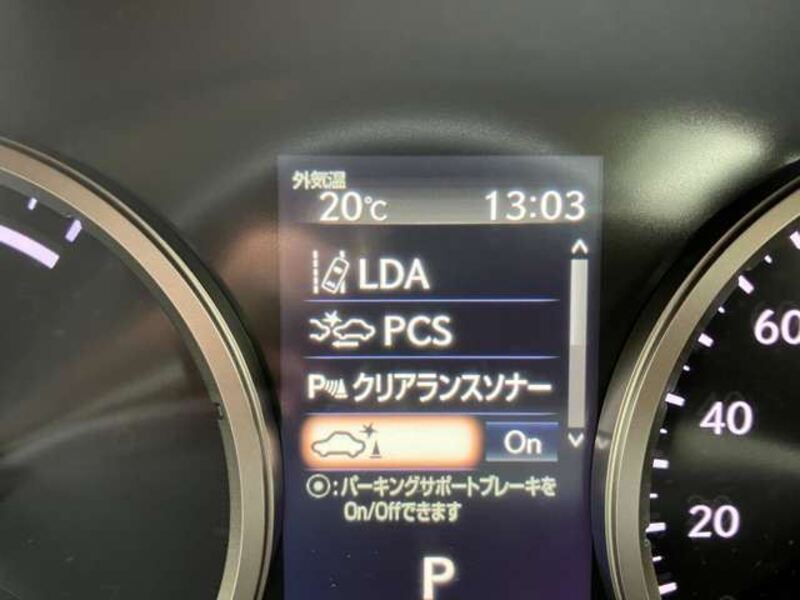 外気温
20℃ 13:03
LDA
PCS
P クリアランスソナー
On
:パーキングサポートブレーキを
On/Offできます
P
60
40
20